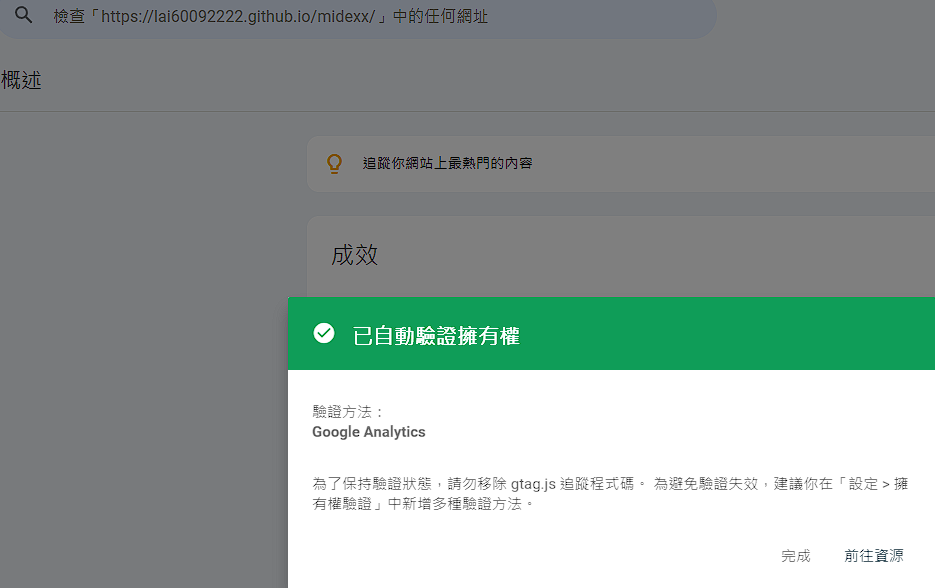 檢查「https://lai60092222.github.io/midexx/」中的任何網址
概述
追蹤你網站上最熱門的內容
成效
已自動驗證擁有權
驗證方法：
Google Analytics
為了保持驗證狀態，請勿移除 gtag.js 追蹤程式碼。 為避免驗證失效，建議你在「設定 > 擁
有權驗證」中新增多種驗證方法。
完成 前往資源